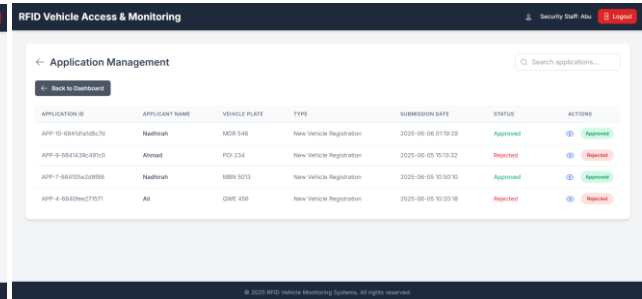 RFID Vehicle Access & Monitoring
Security Staff: Abu
Logout
← Application Management
Search applications...
← Back to Dashboard
APPLICATION ID APPLICANT NAME VEHICLE PLATE TYPE SUBMISSION DATE STATUS ACTIONS
Nadhirah MDR 548 New Vehicle Registration 2025-06-06 01:19:29 Approved Approved
APP-9-6841439c491c0 Ahmad PDI 234 New Vehicle Registration 2025-06-05 15:13:32 Rejected Rejected
APP-7-684105e2d9f86 Nadhirah MBN 5013 New Vehicle Registration 2025-06-05 10:50:10 Approved Approved
APP-4-6840fee271571 Ali QWE 456 New Vehicle Registration 2025-06-05 10:20:18 Rejected Rejected
© 2025 RFID Vehicle Monitoring Systems. All rights reserved.